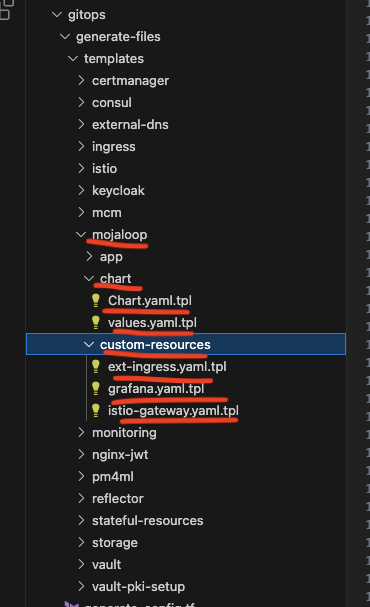 gitops
generate-files
templates
certmanager
consul
external-dns
ingress
istio
keycloak
mcm
mojaloop
app
chart
Chart.yaml.tpl
values.yaml.tpl
custom-resources
ext-ingress.yaml.tpl
grafana.yaml.tpl
istio-gateway.yaml.tpl
monitoring
nginx-jwt
pm4ml
reflector
stateful-resources
storage
vault
vault-pki-setup